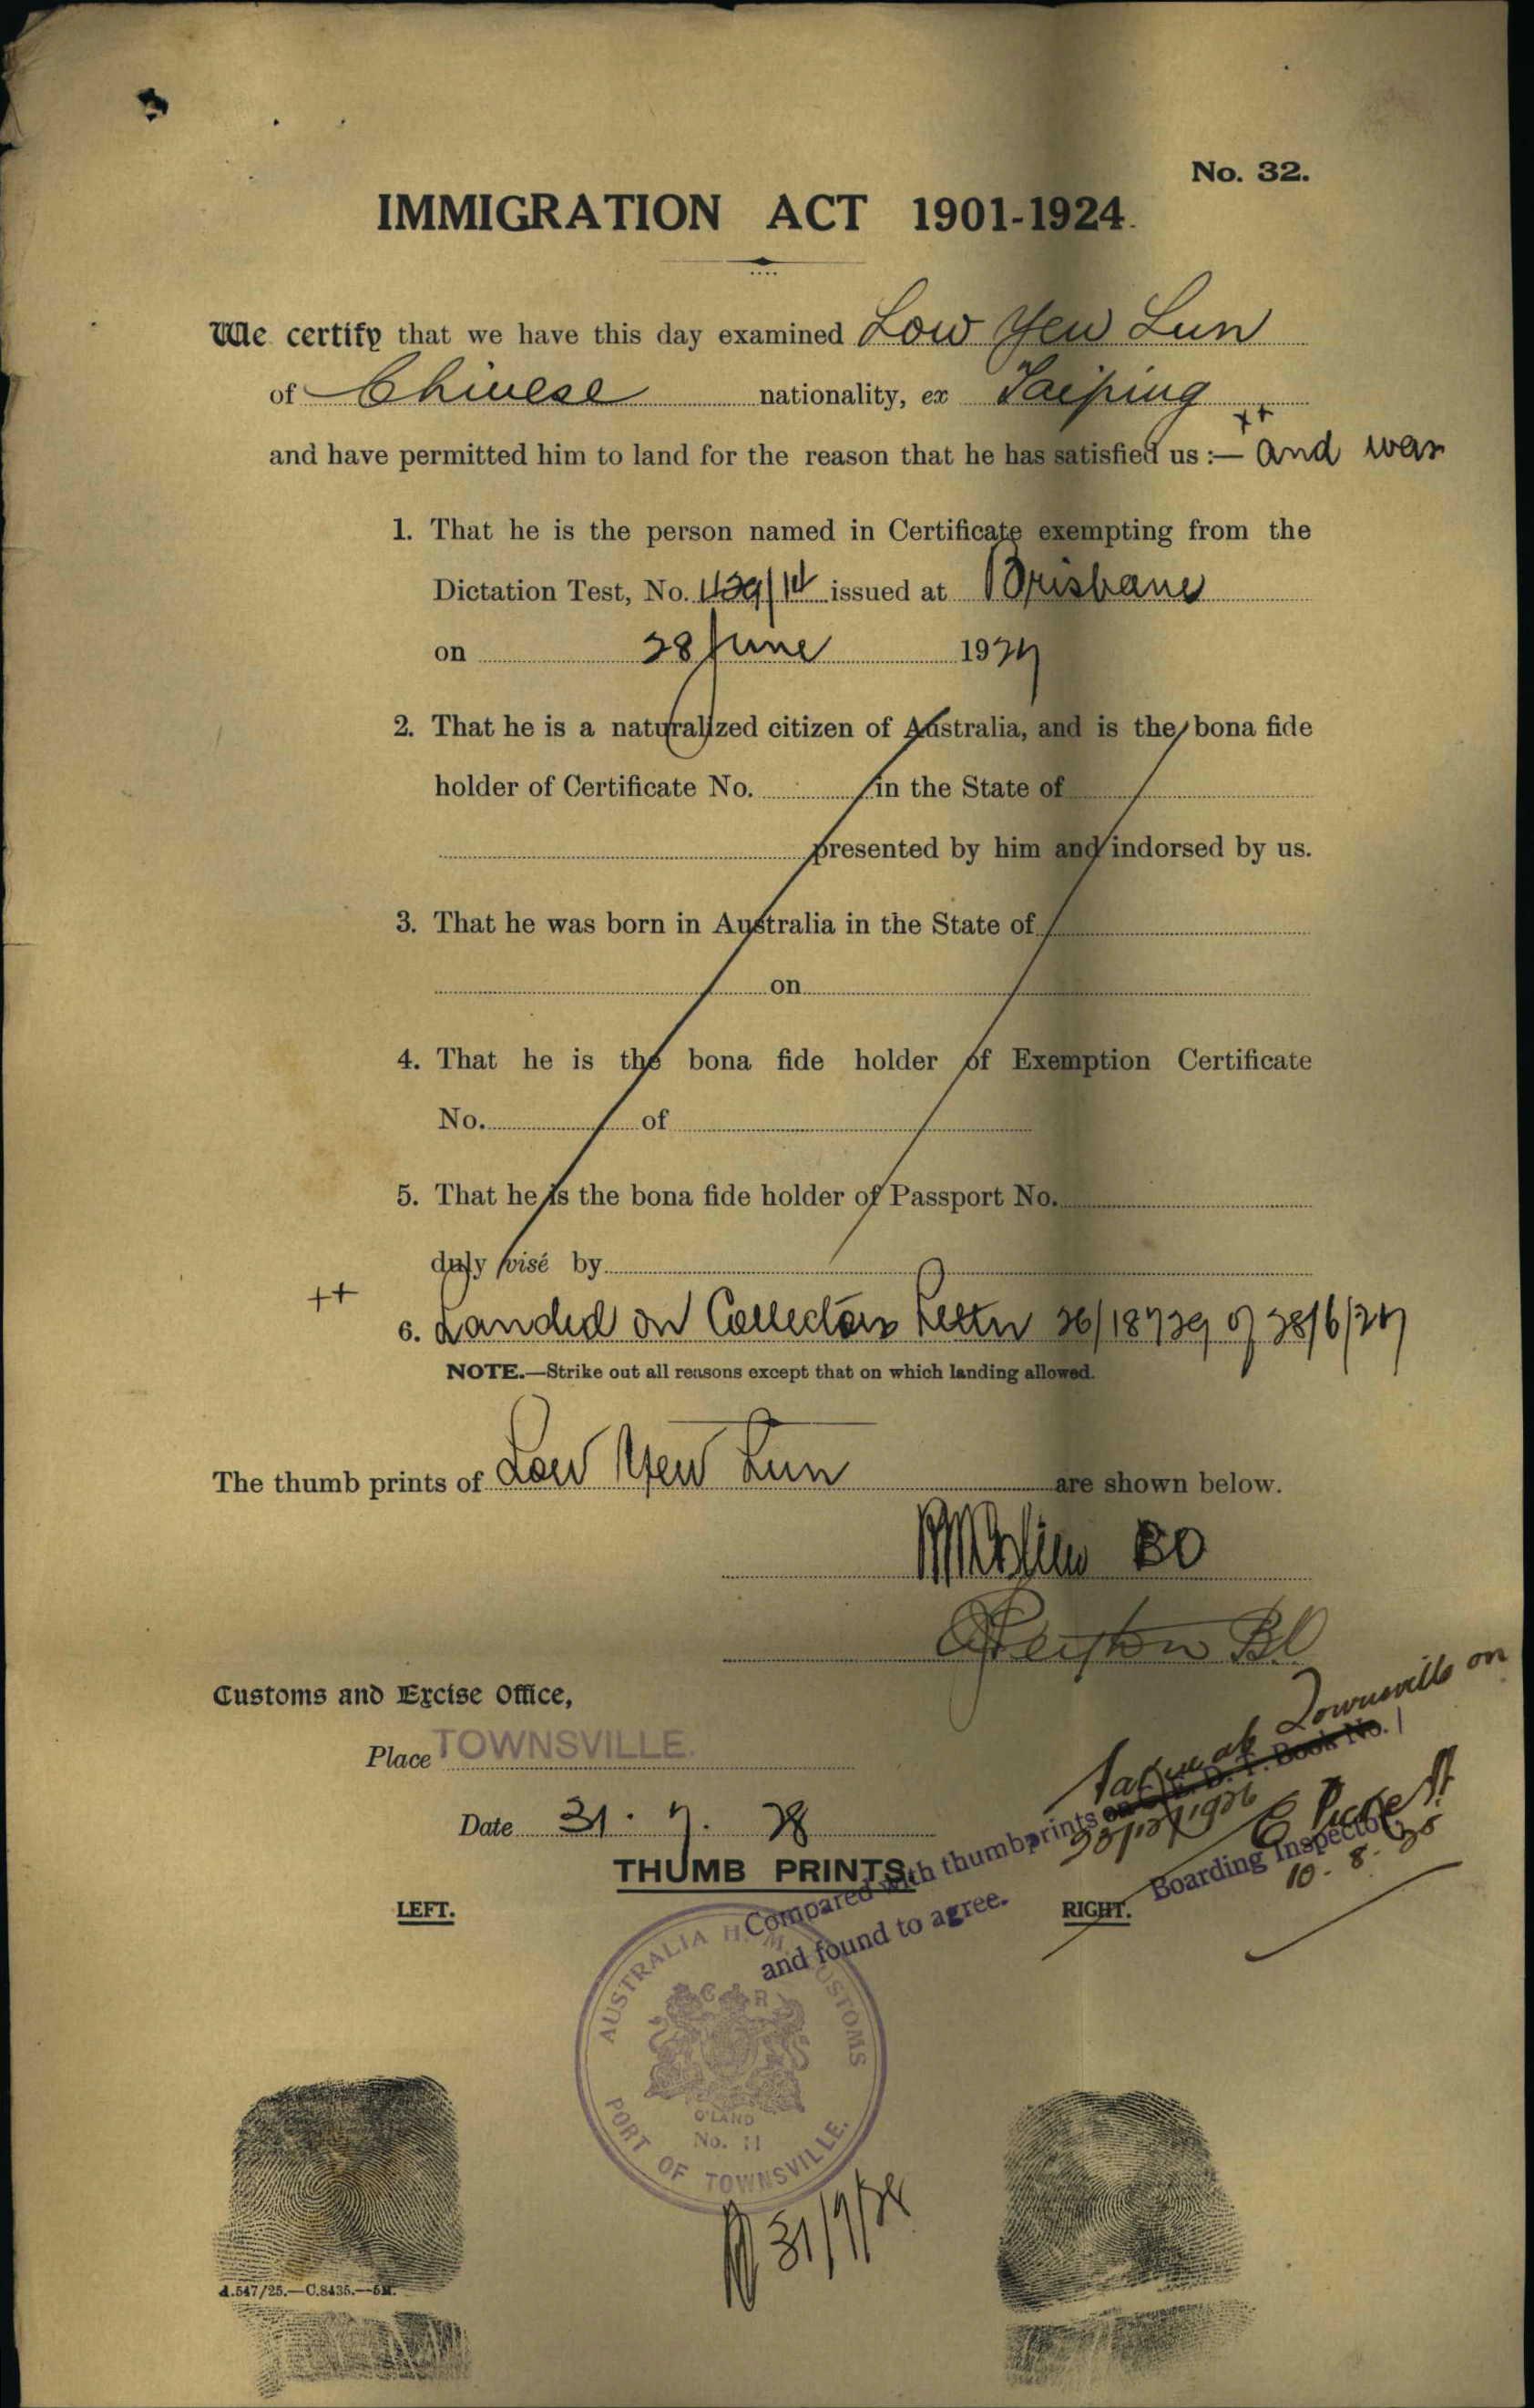 No. 32.
IMMIGRATION ACT 1901-1924.
We certify that we have this day examined Low Yew Lun
of Chinese nationality, ex Taiping
and have permitted him to land for the reason that he has satisfied us :— ++ and was
1. That he is the person named in Certificate exempting from the
Dictation Test, No. issued at Brisbane
on 28 June 1927
2. That he is a naturalized citizen of Australia, and is the bona fide
holder of Certificate No. in the State of
presented by him and indorsed by us.
3. That he was born in Australia in the State of
on
4. That he is the bona fide holder of Exemption Certificate
No. of
5. That he is the bona fide holder of Passport No.
duly visé by
++ 6. Landed on Collectors Letter 26/18729 of 28/6/27
NOTE.—Strike out all reasons except that on which landing allowed.
The thumb prints of Low Yew Lun are shown below.
BO
BO
Customs and Excise Office,
Place TOWNSVILLE.
Date 31. 7. 28
THUMB PRINTS.
LEFT.
RIGHT.
Compared with thumbprints on C. E. D. T. Book No.
taken at Townsville on
and found to agree.
Boarding Inspector
10. 8.
AUSTRALIA H. M. CUSTOMS
G R
Q'LAND
No. 11
PORT OF TOWNSVILLE.
31/7/28
A.547/25.—C.8435.—5M.